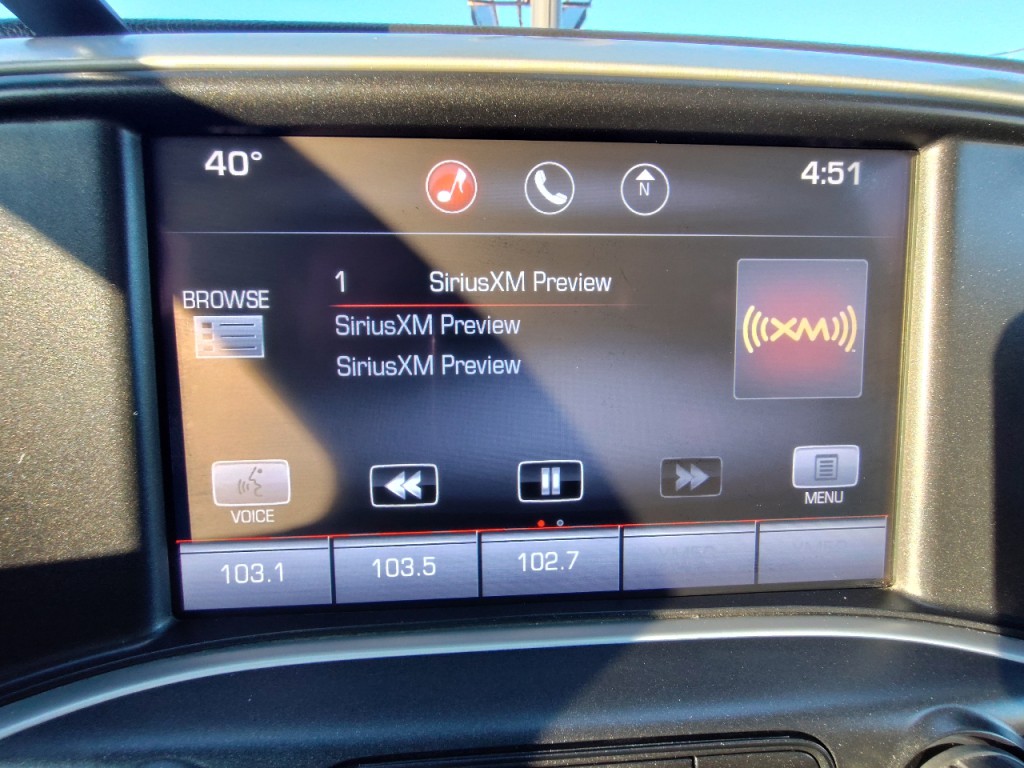 40° 4:51
N
1 SiriusXM Preview
BROWSE
SiriusXM Preview
SiriusXM Preview
((XM))
VOICE
MENU
103.1 103.5 102.7